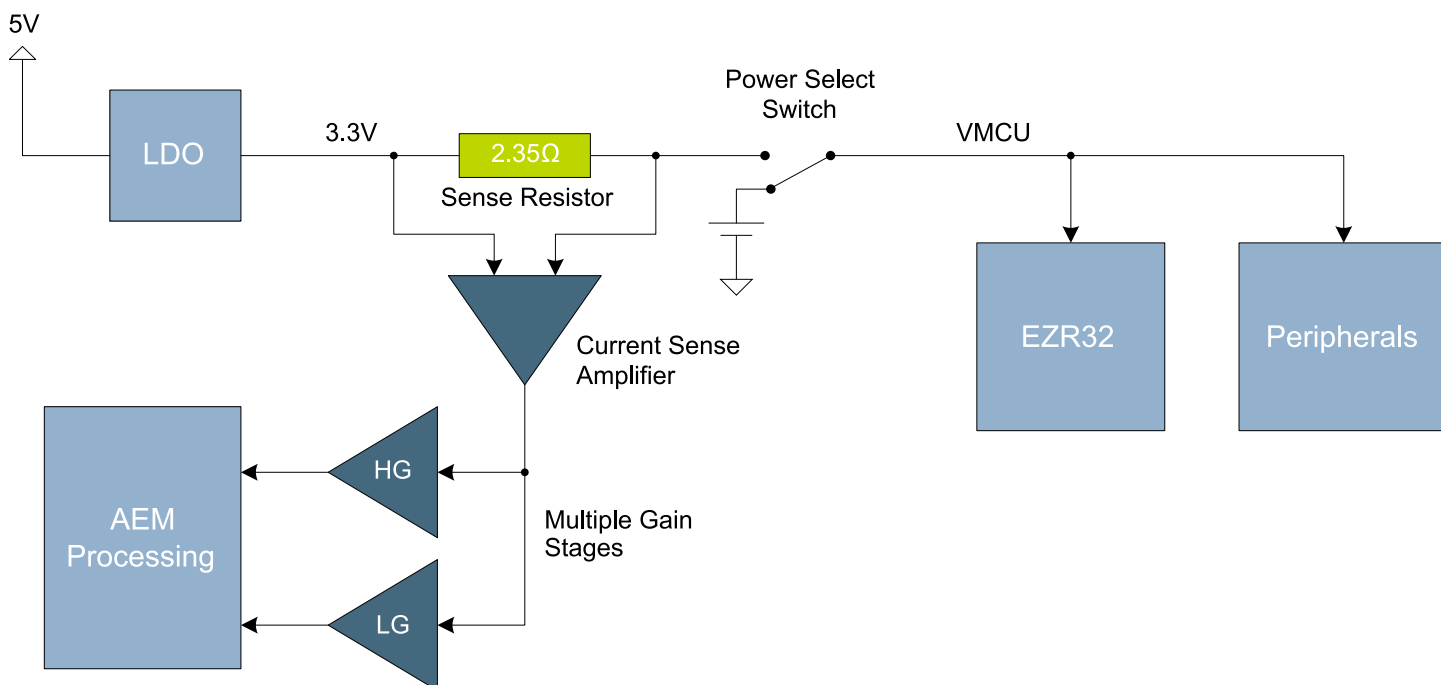 5V
Power Select
Switch
LDO
3.3V
2.35Ω
VMCU
Sense Resistor
EZR32
Peripherals
Current Sense
Amplifier
HG
AEM
Processing
Multiple Gain
Stages
LG